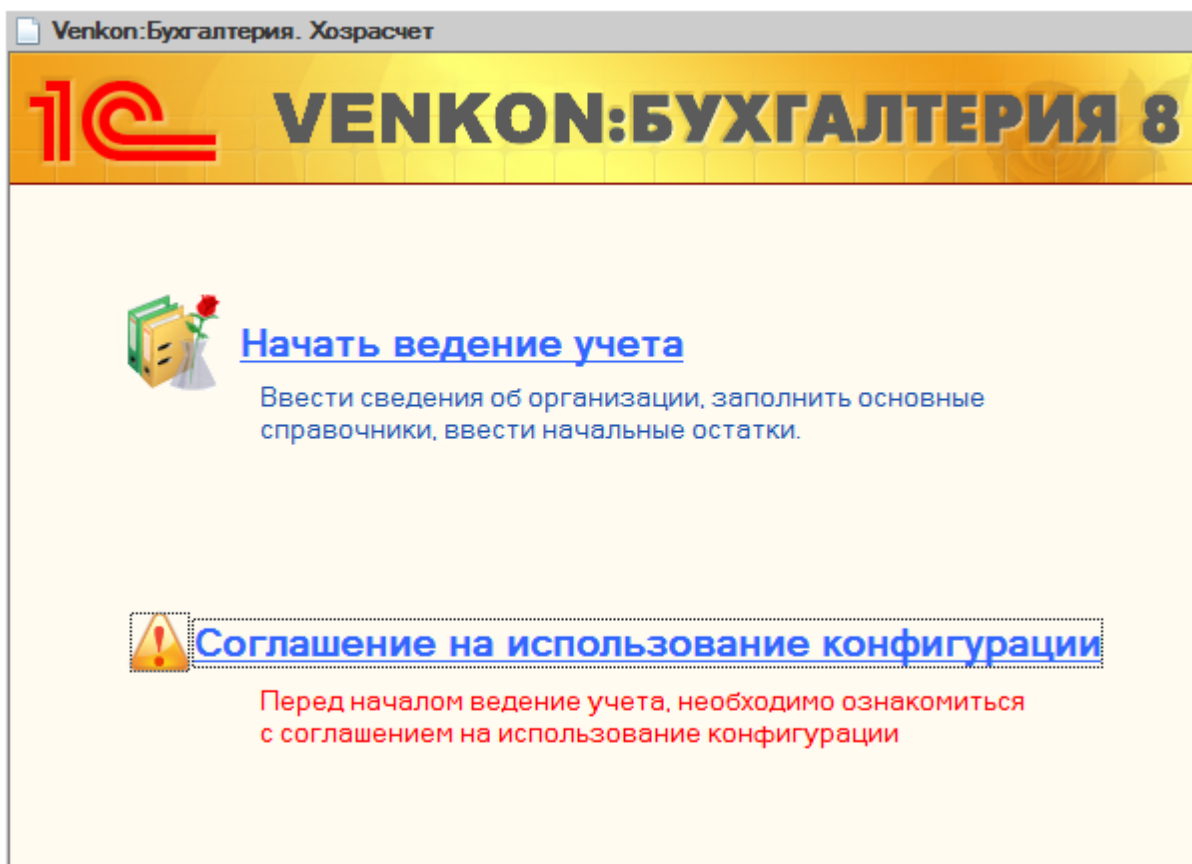 Venkon:Бухгалтерия. Хозрасчет
1С VENKON:БУХГАЛТЕРИЯ 8
Начать ведение учета
Ввести сведения об организации, заполнить основные
справочники, ввести начальные остатки.
Соглашение на использование конфигурации
Перед началом ведение учета, необходимо ознакомиться
с соглашением на использование конфигурации